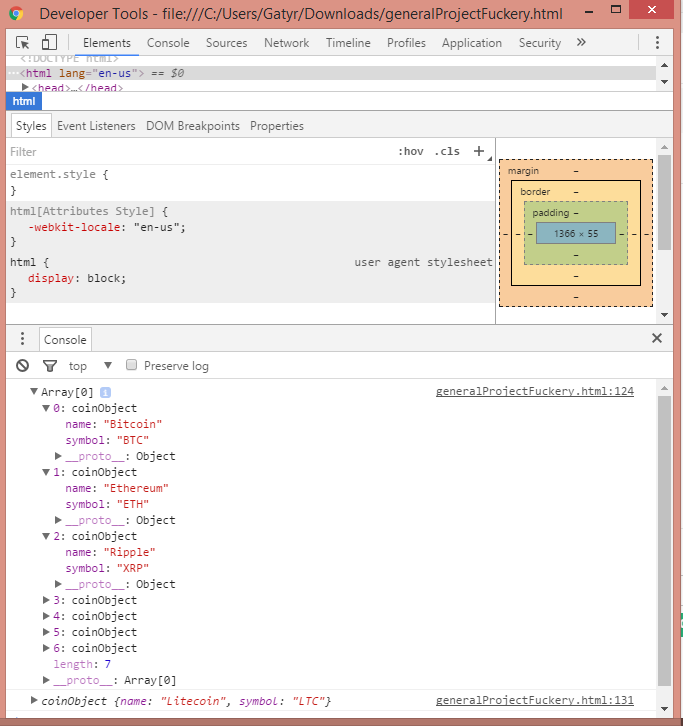 Developer Tools - file:///C:/Users/Gatyr/Downloads/generalProjectFuckery.html
Elements Console Sources Network Timeline Profiles Application Security »
<!DOCTYPE html>
···<html lang="en-us"> == $0
▶<head>…</head>
html
Styles Event Listeners DOM Breakpoints Properties
Filter :hov .cls +
element.style {
}
html[Attributes Style] {
-webkit-locale: "en-us";
}
html { user agent stylesheet
display: block;
}
margin –
border –
padding –
– – – 1366 × 55 – – –
–
–
–
Console
top ▼ Preserve log
▼Array[0] i generalProjectFuckery.html:124
▼0: coinObject
name: "Bitcoin"
symbol: "BTC"
▶__proto__: Object
▼1: coinObject
name: "Ethereum"
symbol: "ETH"
▶__proto__: Object
▼2: coinObject
name: "Ripple"
symbol: "XRP"
▶__proto__: Object
▶3: coinObject
▶4: coinObject
▶5: coinObject
▶6: coinObject
length: 7
▶__proto__: Array[0]
▶coinObject {name: "Litecoin", symbol: "LTC"} generalProjectFuckery.html:131